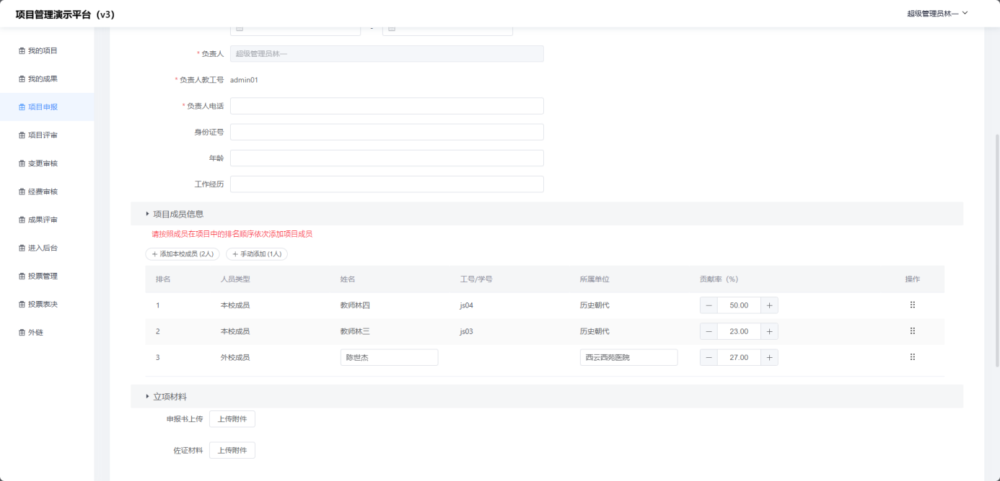 项目管理演示平台（v3）
超级管理员林一
我的项目
我的成果
项目申报
项目评审
变更审核
经费审核
成果评审
进入后台
投票管理
投票表决
外链
-
* 负责人 超级管理员林一
* 负责人教工号 admin01
* 负责人电话
身份证号
年龄
工作经历
项目成员信息
请按照成员在项目中的排名顺序依次添加项目成员
+ 添加本校成员 (2人) + 手动添加 (1人)
排名 人员类型 姓名 工号/学号 所属单位 贡献率（%） 操作
1 本校成员 教师林四 js04 历史朝代 − 50.00 +
2 本校成员 教师林三 js03 历史朝代 − 23.00 +
3 外校成员 陈世杰 西云西苑医院 − 27.00 +
立项材料
申报书上传 上传附件
佐证材料 上传附件